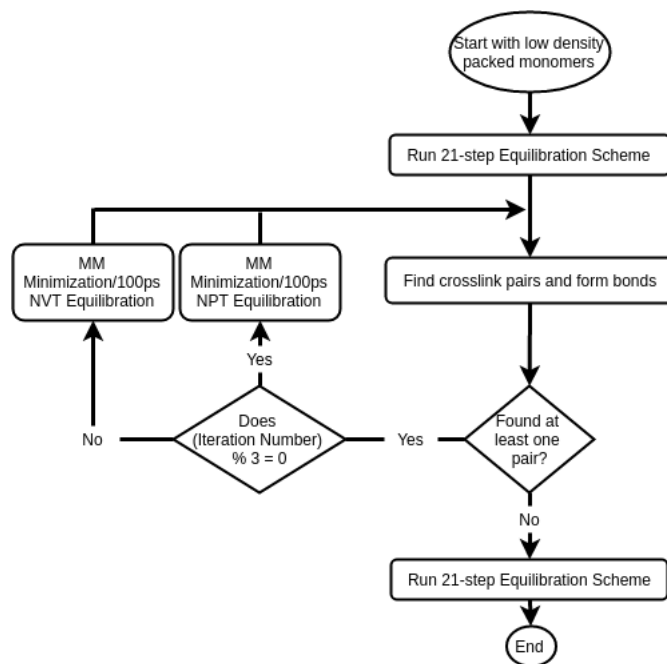 Start with low density
packed monomers
Run 21-step Equilibration Scheme
MM
Minimization/100ps
NVT Equilibration
MM
Minimization/100ps
NPT Equilibration
Find crosslink pairs and form bonds
Yes
Does
(Iteration Number)
% 3 = 0
No
Yes
Found at
least one
pair?
No
Run 21-step Equilibration Scheme
End